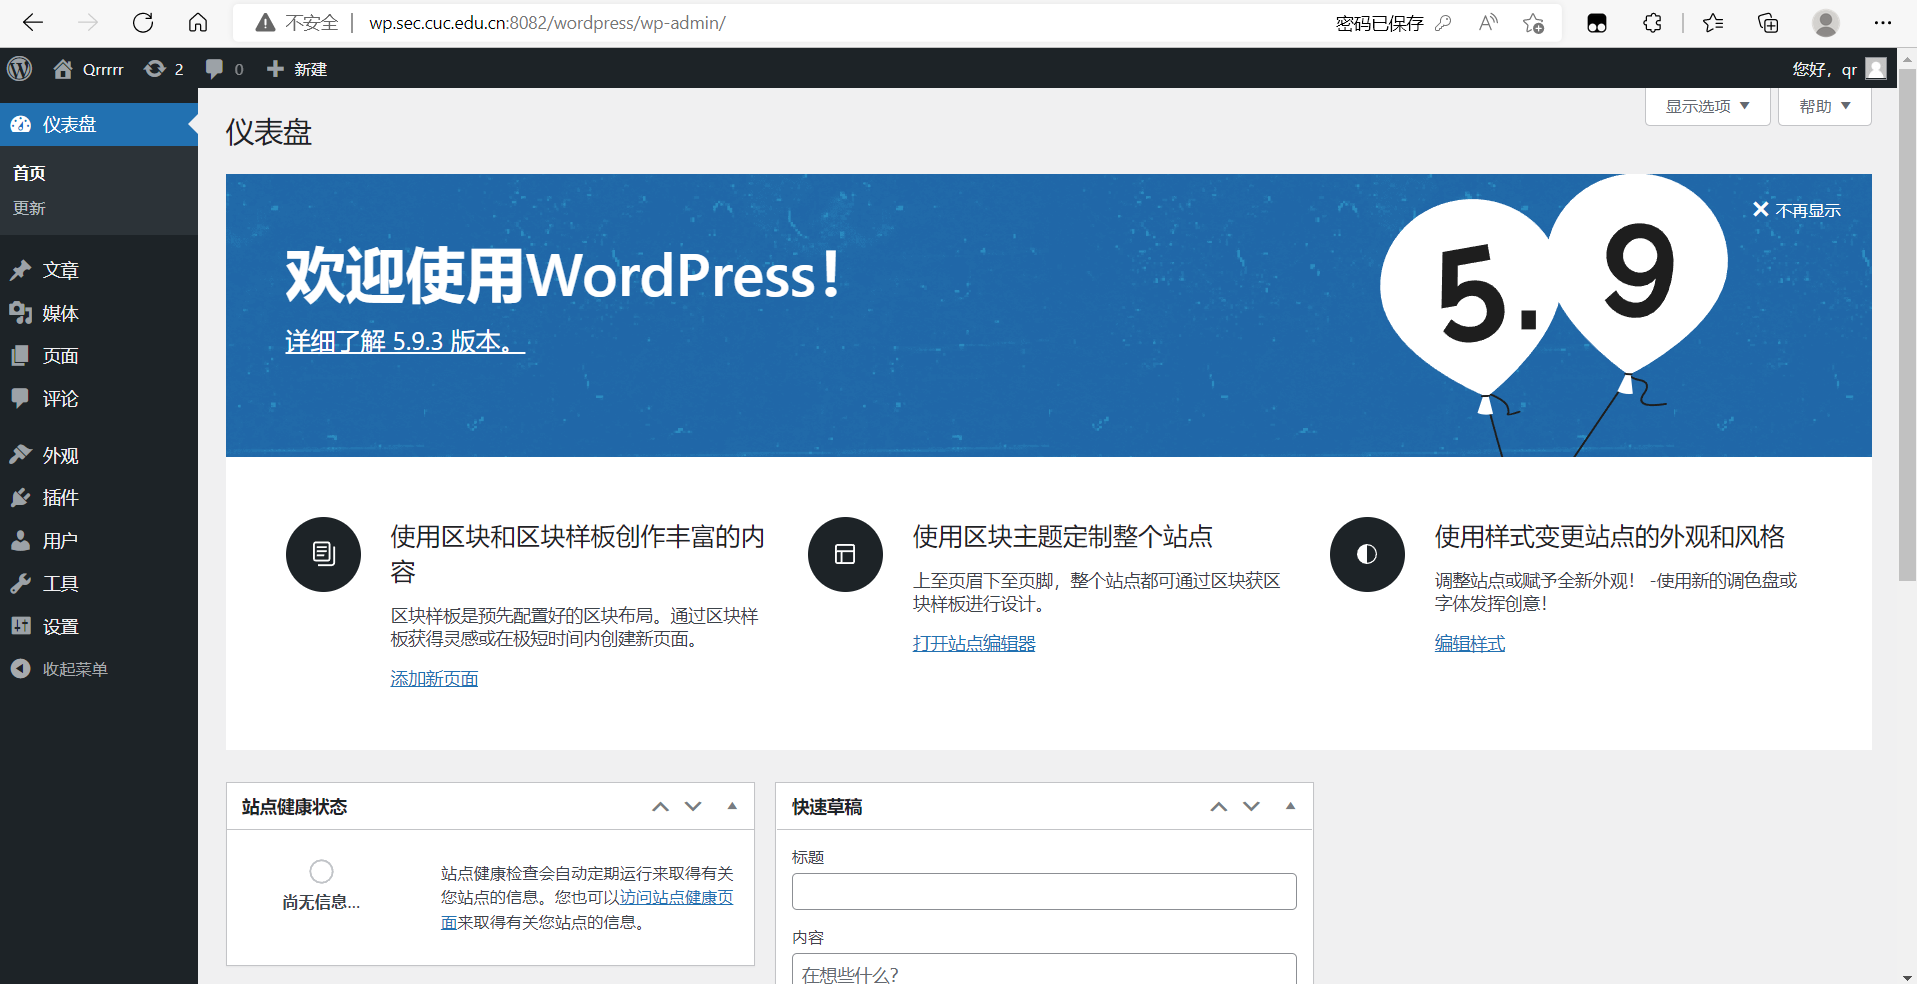 不安全 wp.sec.cuc.edu.cn:8082/wordpress/wp-admin/ 密码已保存
Qrrrrr 2 0 新建 您好，qr
仪表盘
首页
更新
文章
媒体
页面
评论
外观
插件
用户
工具
设置
收起菜单
显示选项 帮助
仪表盘
不再显示
欢迎使用WordPress！
详细了解 5.9.3 版本。
5. 9
使用区块和区块样板创作丰富的内
容
区块样板是预先配置好的区块布局。通过区块样
板获得灵感或在极短时间内创建新页面。
添加新页面
使用区块主题定制整个站点
上至页眉下至页脚，整个站点都可通过区块获区
块样板进行设计。
打开站点编辑器
使用样式变更站点的外观和风格
调整站点或赋予全新外观！ -使用新的调色盘或
字体发挥创意！
编辑样式
站点健康状态
尚无信息...
站点健康检查会自动定期运行来取得有关
您站点的信息。您也可以访问站点健康页
面来取得有关您站点的信息。
快速草稿
标题
内容
在想些什么？